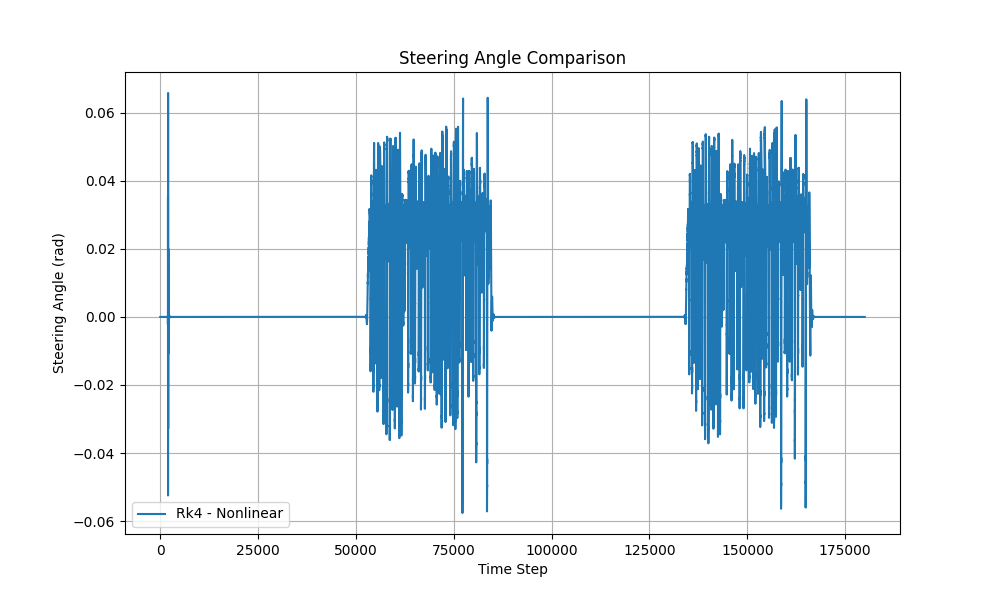 Steering Angle Comparison
0.06
0.04
0.02
0.00
−0.02
−0.04
−0.06
Steering Angle (rad)
Rk4 - Nonlinear
0 25000 50000 75000 100000 125000 150000 175000
Time Step